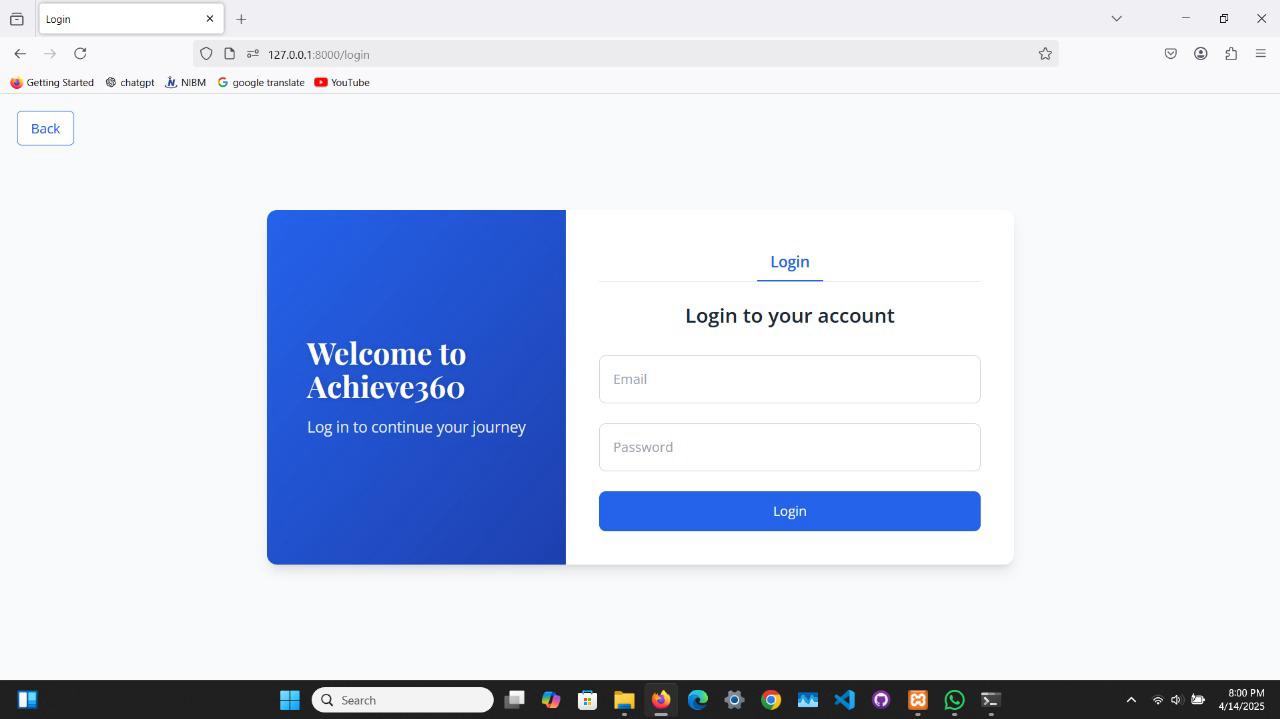 Login
127.0.0.1:8000/login
Getting Started
chatgpt
NIBM
google translate
YouTube
Back
Welcome to
Achieve360
Log in to continue your journey
Login
Login to your account
Email
Password
Login
Search
8:00 PM
4/14/2025